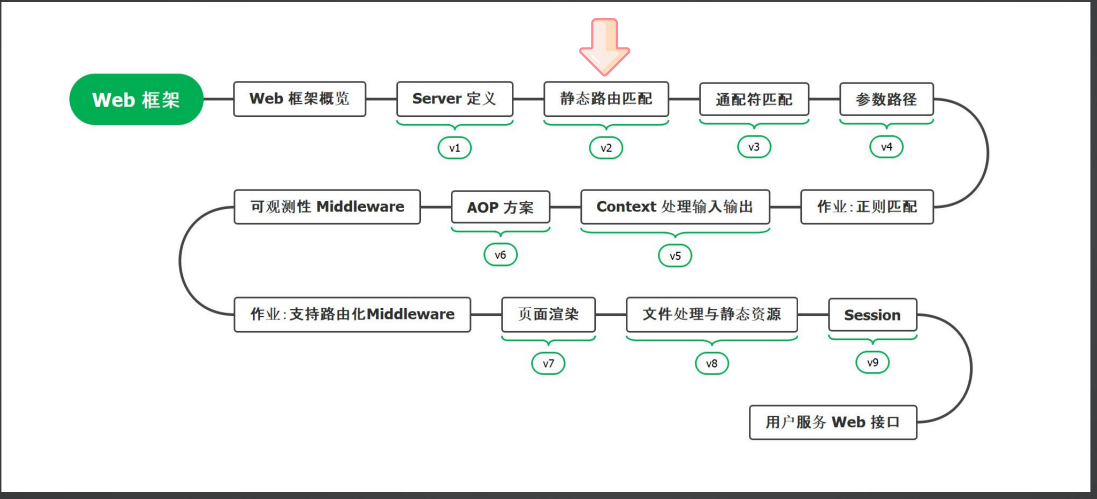 Web 框架
Web 框架概览
Server 定义
静态路由匹配
通配符匹配
参数路径
v1
v2
v3
v4
可观测性 Middleware
AOP 方案
Context 处理输入输出
作业:正则匹配
v6
v5
作业:支持路由化Middleware
页面渲染
文件处理与静态资源
Session
v7
v8
v9
用户服务 Web 接口